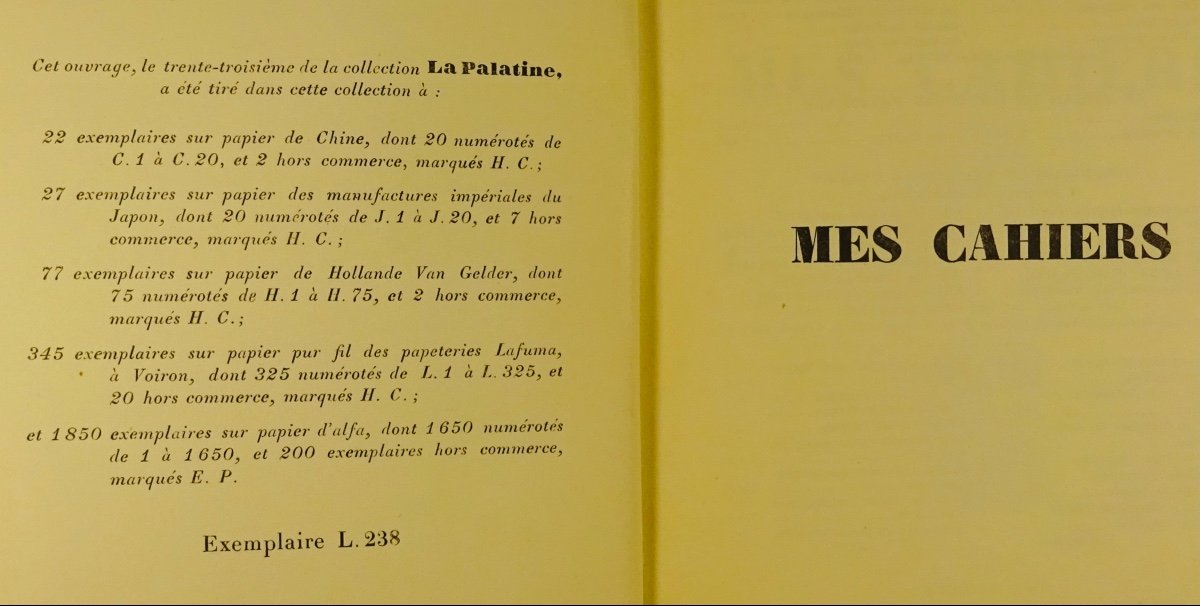 Cet ouvrage, le trente-troisième de la collection La Palatine,
a été tiré dans cette collection à :
22 exemplaires sur papier de Chine, dont 20 numérotés de
C. 1 à C. 20, et 2 hors commerce, marqués H. C. ;
27 exemplaires sur papier des manufactures impériales du
Japon, dont 20 numérotés de J. 1 à J. 20, et 7 hors
commerce, marqués H. C. ;
77 exemplaires sur papier de Hollande Van Gelder, dont
75 numérotés de H. 1 à H. 75, et 2 hors commerce,
marqués H. C. ;
345 exemplaires sur papier pur fil des papeteries Lafuma,
à Voiron, dont 325 numérotés de L. 1 à L. 325, et
20 hors commerce, marqués H. C. ;
et 1850 exemplaires sur papier d'alfa, dont 1650 numérotés
de 1 à 1650, et 200 exemplaires hors commerce,
marqués E. P.
Exemplaire L. 238
MES CAHIERS